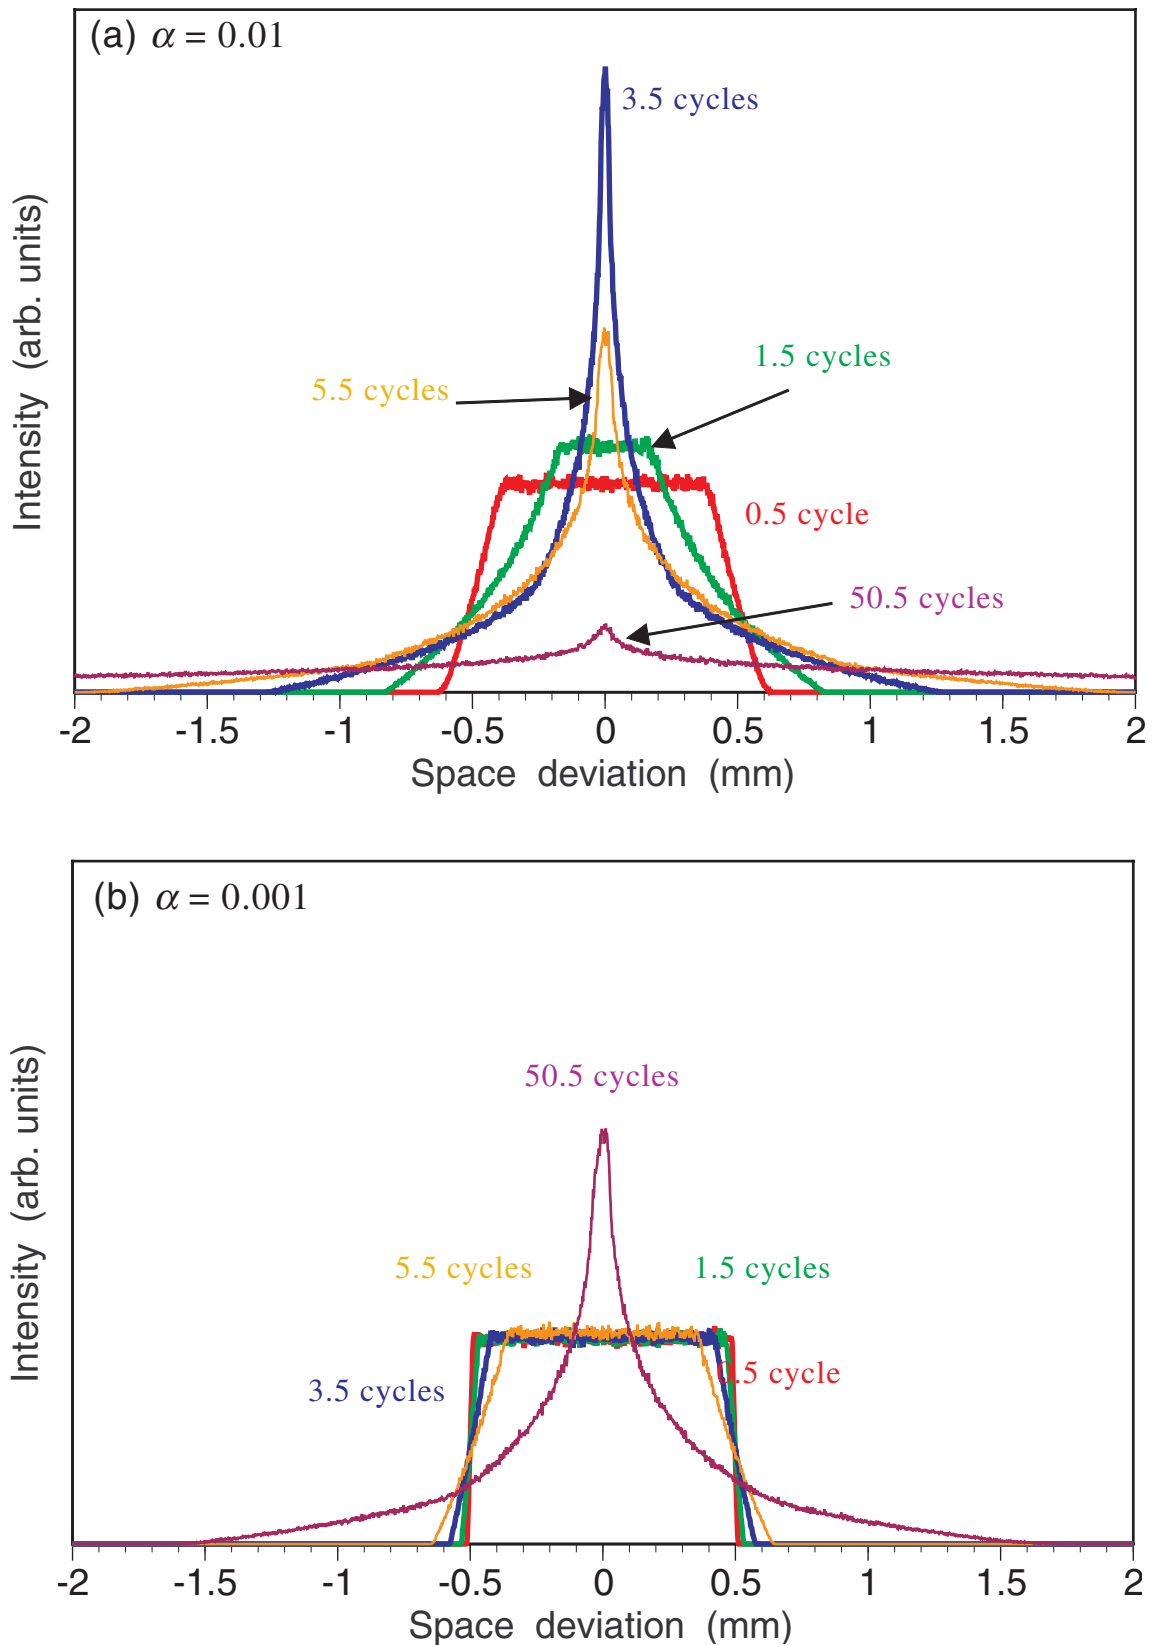 (a) α = 0.01
3.5 cycles
1.5 cycles
5.5 cycles
0.5 cycle
50.5 cycles
Intensity (arb. units)
-2 -1.5 -1 -0.5 0 0.5 1 1.5 2
Space deviation (mm)
(b) α = 0.001
50.5 cycles
5.5 cycles
1.5 cycles
0.5 cycle
3.5 cycles
Intensity (arb. units)
-2 -1.5 -1 -0.5 0 0.5 1 1.5 2
Space deviation (mm)